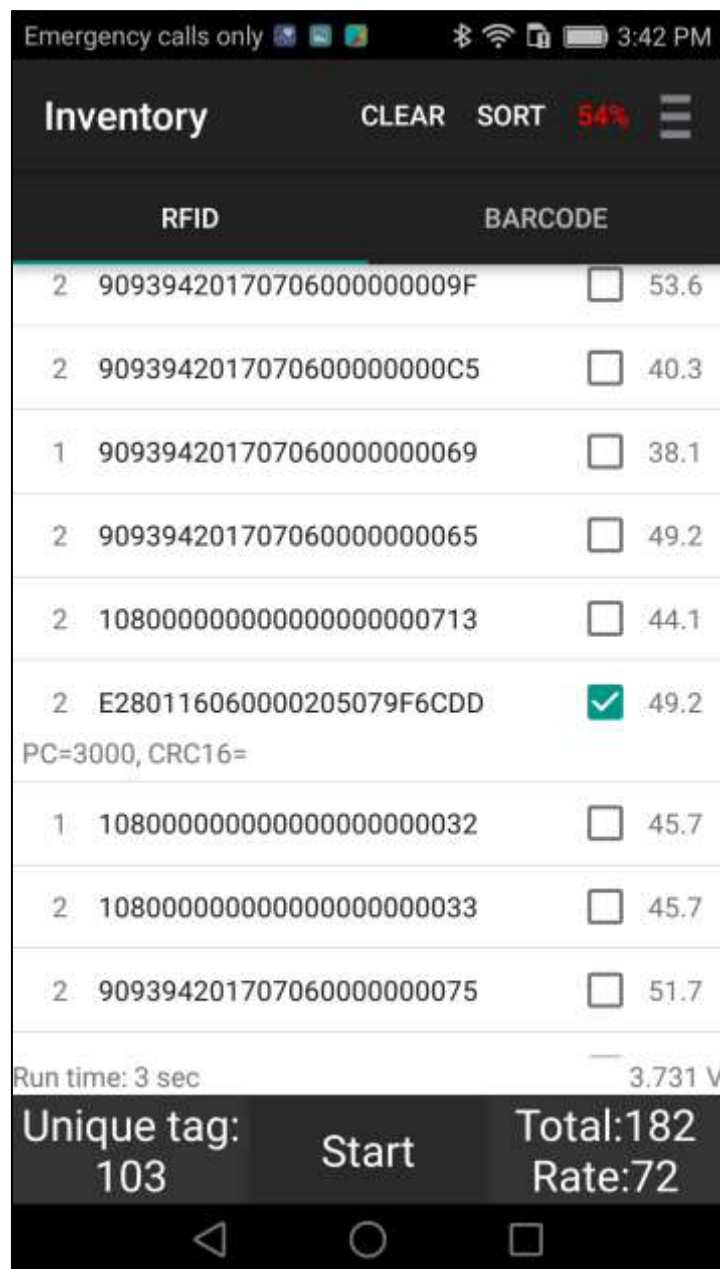 Emergency calls only 3:42 PM
Inventory CLEAR SORT 54%
RFID BARCODE
2 90939420170706000000009F 53.6
2 9093942017070600000000C5 40.3
1 909394201707060000000069 38.1
2 909394201707060000000065 49.2
2 108000000000000000000713 44.1
2 E280116060000205079F6CDD 49.2
PC=3000, CRC16=
1 108000000000000000000032 45.7
2 108000000000000000000033 45.7
2 909394201707060000000075 51.7
Run time: 3 sec 3.731 V
Unique tag:
103
Start
Total:182
Rate:72